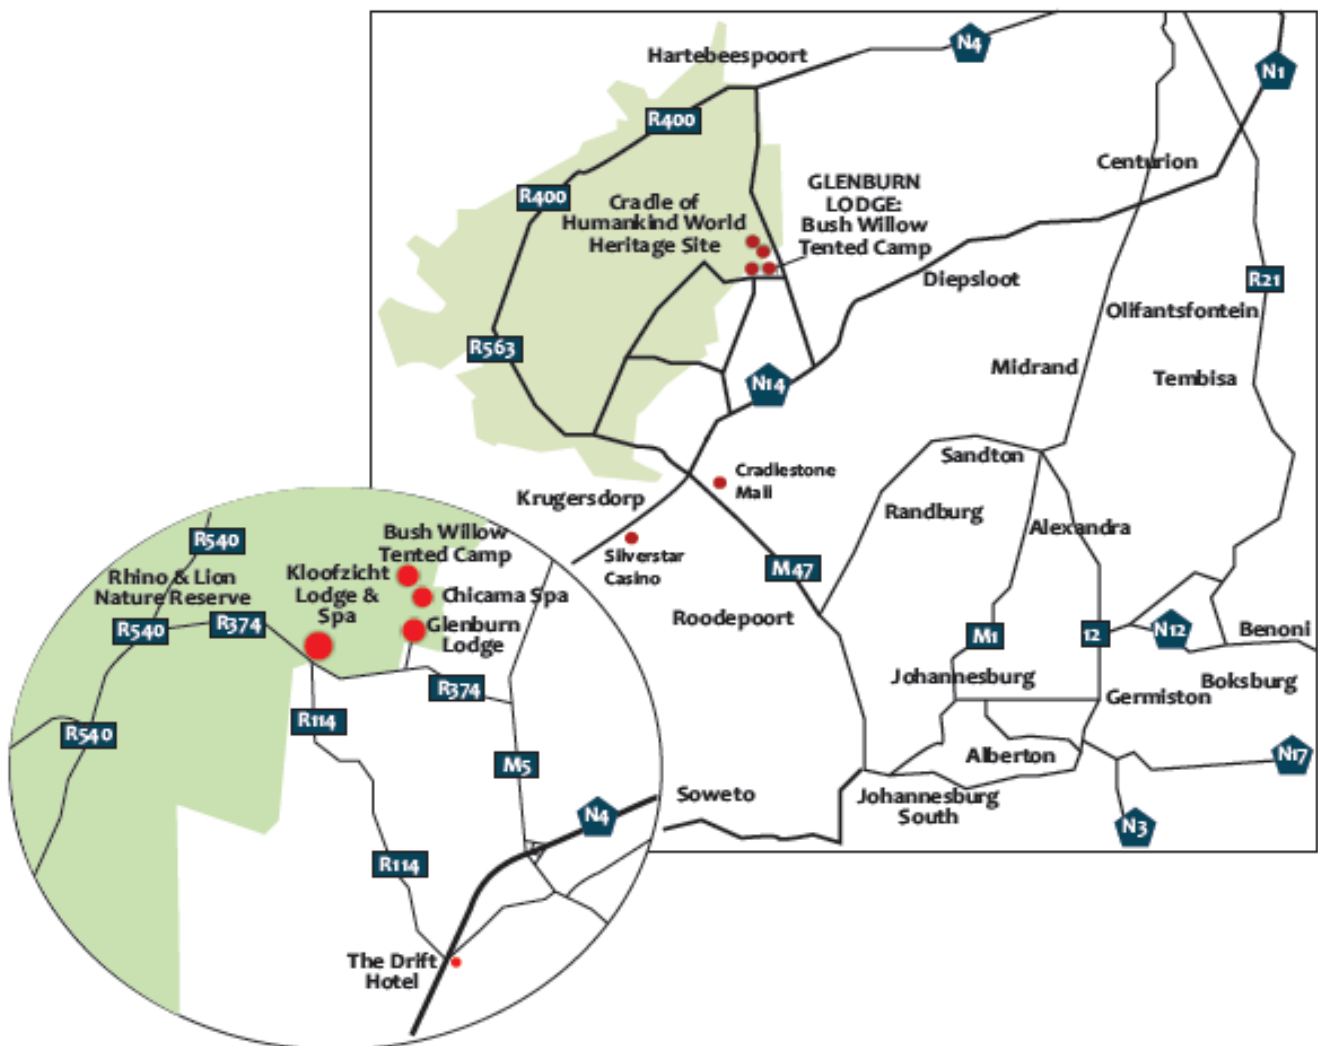 Hartebeespoort
N4
N1
R400
Centurion
R400
Cradle of
Humankind World
Heritage Site
GLENBURN
LODGE:
Bush Willow
Tented Camp
Diepsloot
R21
Olifantsfontein
R563
Midrand
Tembisa
N14
Sandton
Cradlestone
Mall
Krugersdorp
Randburg
Alexandra
Silverstar
Casino
M47
Roodepoort
M1
12
N12
Benoni
Johannesburg
Germiston
Boksburg
Alberton
N17
Soweto
Johannesburg
South
N3
R540
Bush Willow
Tented Camp
Rhino & Lion
Nature Reserve
Kloofzicht
Lodge &
Spa
Chicama Spa
R540
R374
Glenburn
Lodge
R374
R114
R540
M5
N4
R114
The Drift
Hotel